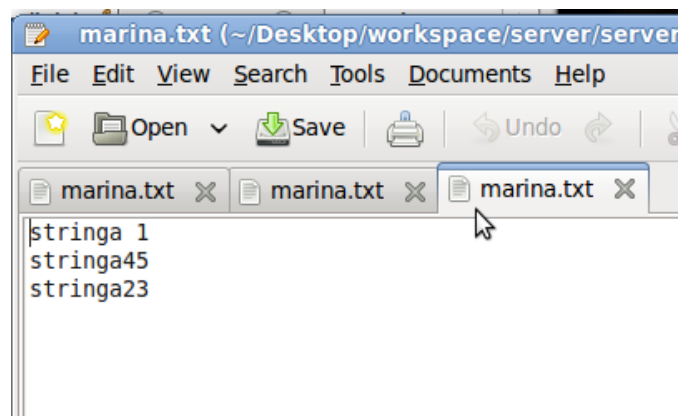 marina.txt (~/Desktop/workspace/server/server
File Edit View Search Tools Documents Help
Open Save Undo
marina.txt marina.txt marina.txt
stringa 1
stringa45
stringa23